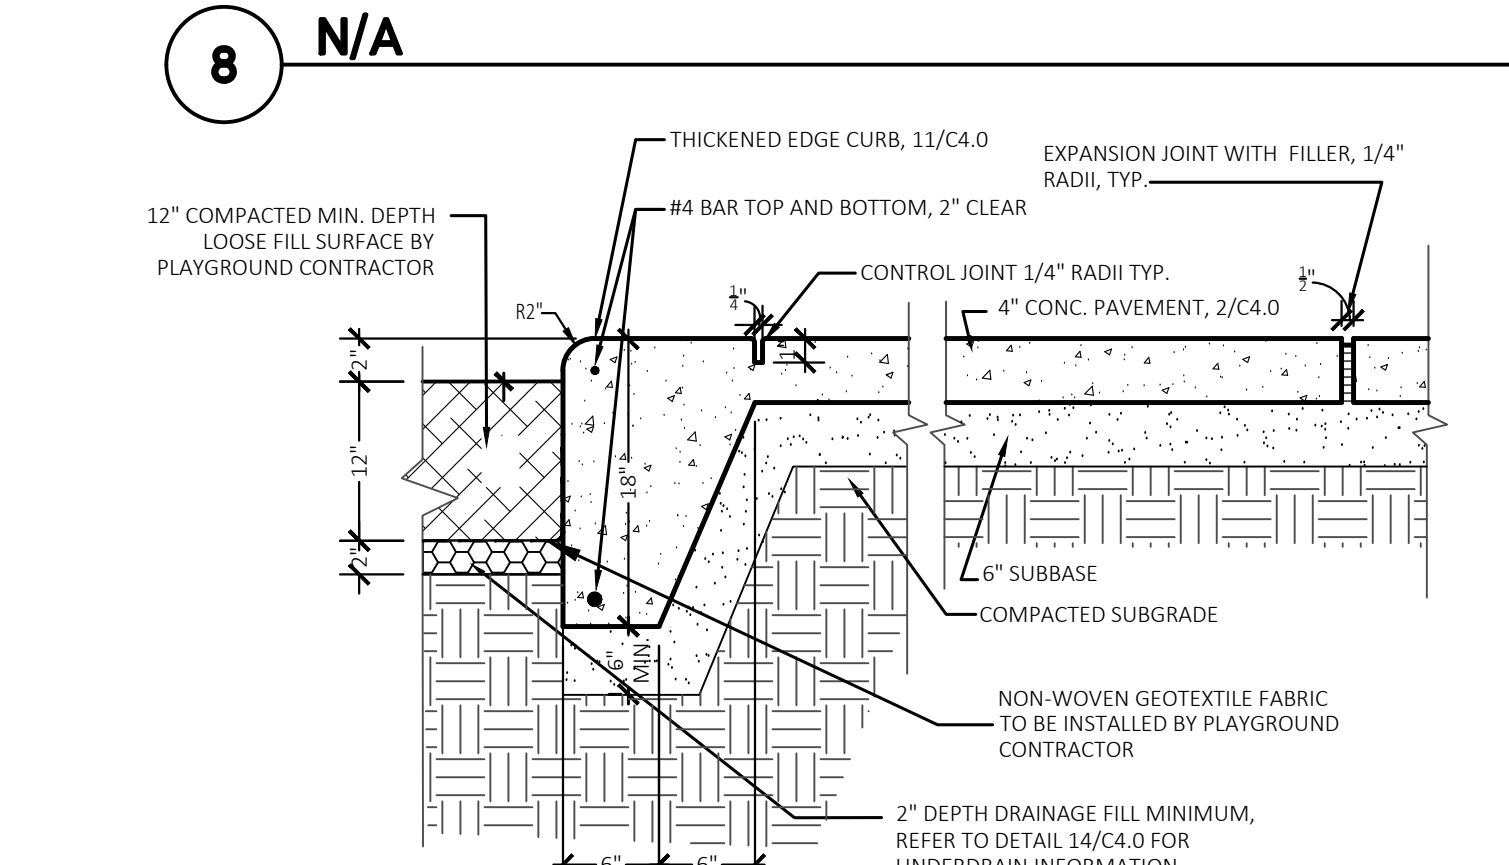 8
N/A
THICKENED EDGE CURB, 11/C4.0
EXPANSION JOINT WITH FILLER, 1/4"
RADII, TYP.
12" COMPACTED MIN. DEPTH
LOOSE FILL SURFACE BY
PLAYGROUND CONTRACTOR
#4 BAR TOP AND BOTTOM, 2" CLEAR
CONTROL JOINT 1/4" RADII TYP.
1/2"
1/4"
4" CONC. PAVEMENT, 2/C4.0
R2"
2"
1"
12"
18"
2"
6" SUBBASE
COMPACTED SUBGRADE
6"
MIN.
NON-WOVEN GEOTEXTILE FABRIC
TO BE INSTALLED BY PLAYGROUND
CONTRACTOR
2" DEPTH DRAINAGE FILL MINIMUM,
REFER TO DETAIL 14/C4.0 FOR
UNDERDRAIN INFORMATION
6" 6"